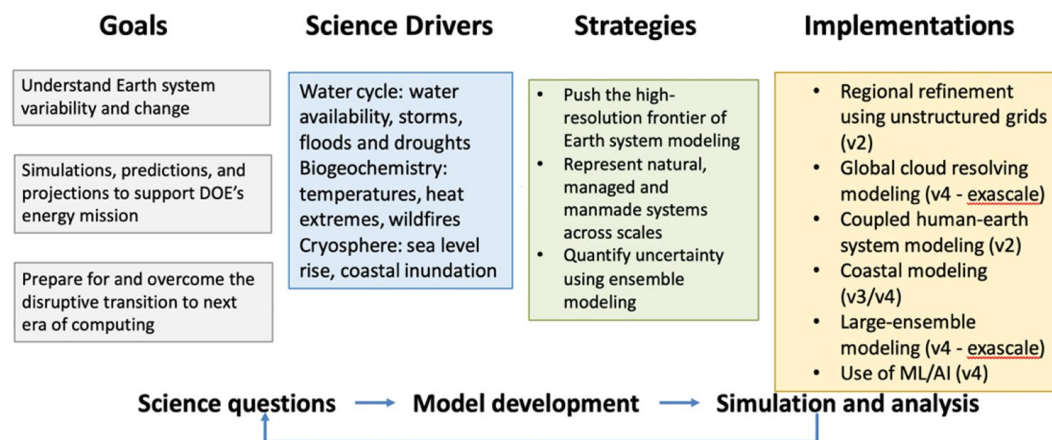 Goals
Science Drivers
Strategies
Implementations
Understand Earth system
variability and change
Simulations, predictions, and
projections to support DOE's
energy mission
Prepare for and overcome the
disruptive transition to next
era of computing
Water cycle: water
availability, storms,
floods and droughts
Biogeochemistry:
temperatures, heat
extremes, wildfires
Cryosphere: sea level
rise, coastal inundation
• Push the high-
resolution frontier of
Earth system modeling
• Represent natural,
managed and
manmade systems
across scales
• Quantify uncertainty
using ensemble
modeling
• Regional refinement
using unstructured grids
(v2)
• Global cloud resolving
modeling (v4 - exascale)
• Coupled human-earth
system modeling (v2)
• Coastal modeling
(v3/v4)
• Large-ensemble
modeling (v4 - exascale)
• Use of ML/AI (v4)
Science questions
Model development
Simulation and analysis